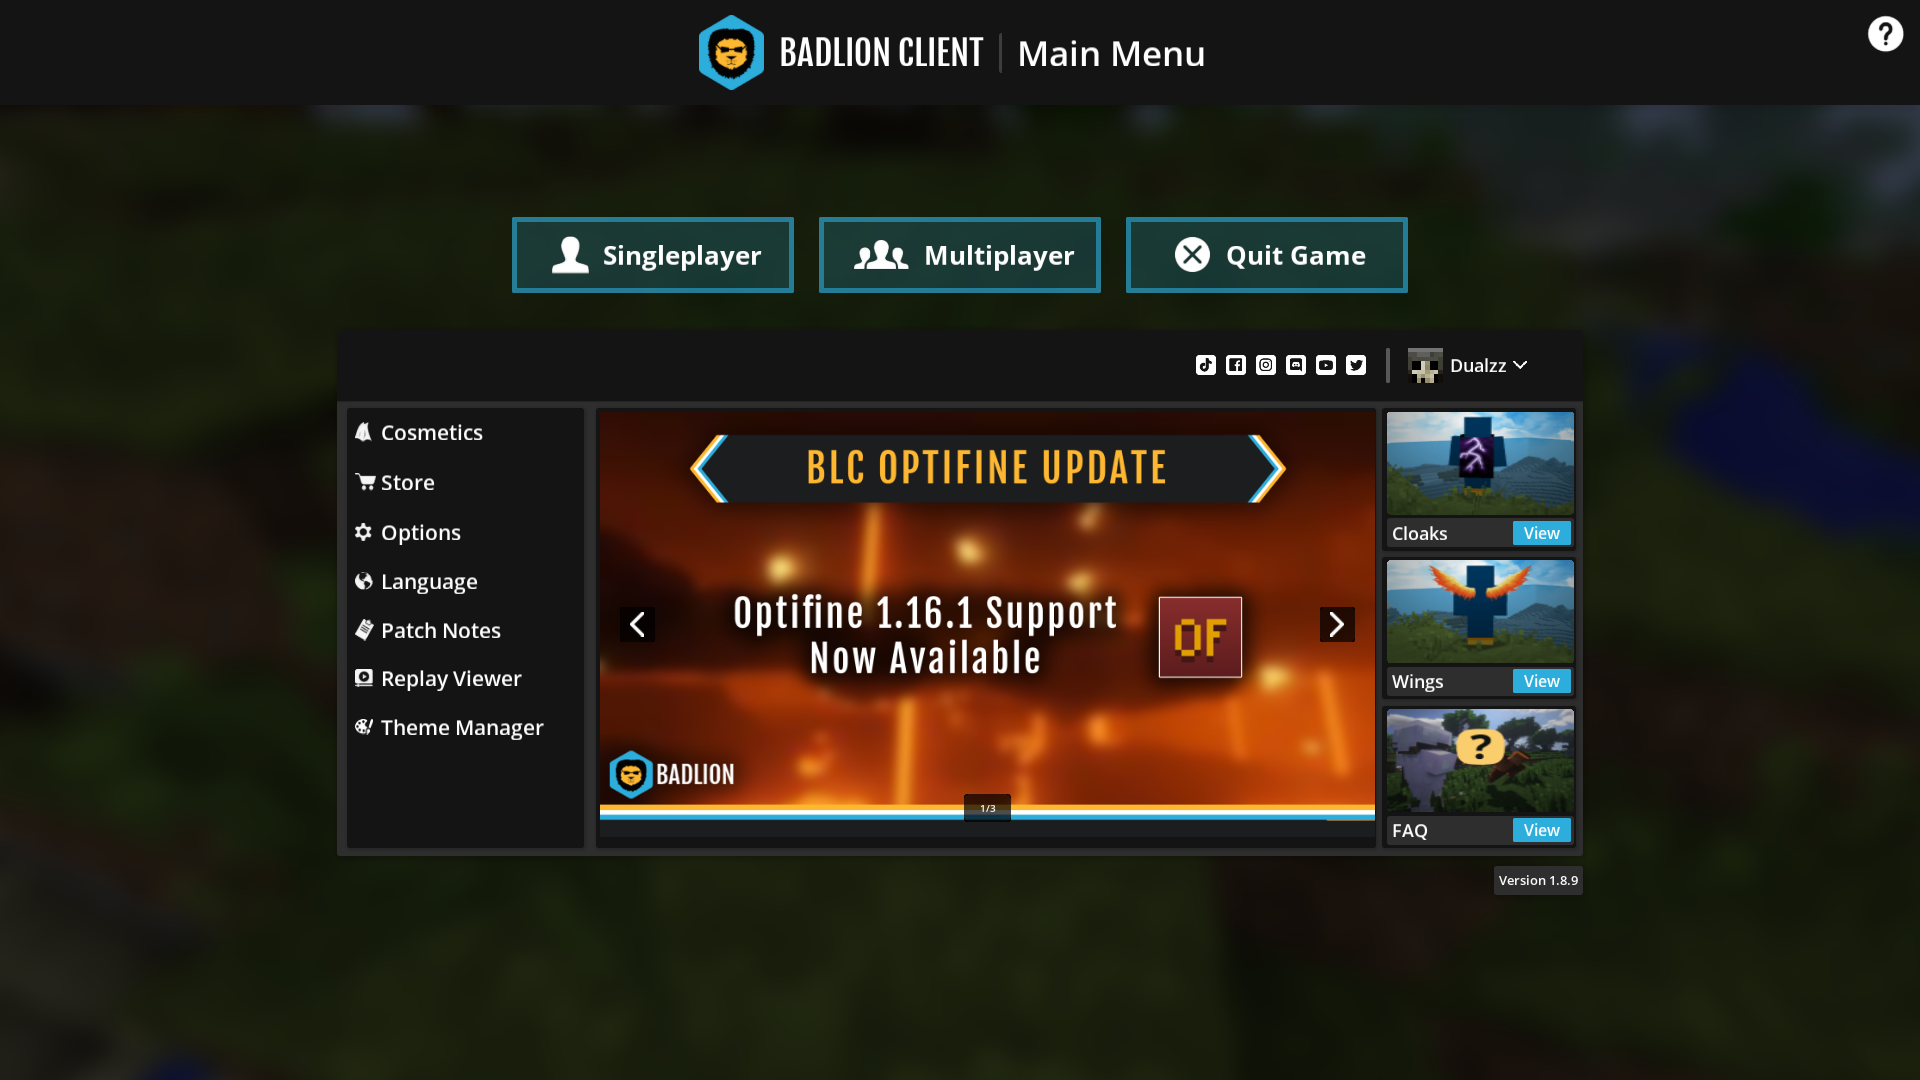 BADLION CLIENT Main Menu
?
Singleplayer Multiplayer Quit Game
Dualzz
Cosmetics
Store
Options
Language
Patch Notes
Replay Viewer
Theme Manager
BLC OPTIFINE UPDATE
Optifine 1.16.1 Support
Now Available
OF
BADLION
1/3
Cloaks View
Wings View
?
FAQ View
Version 1.8.9